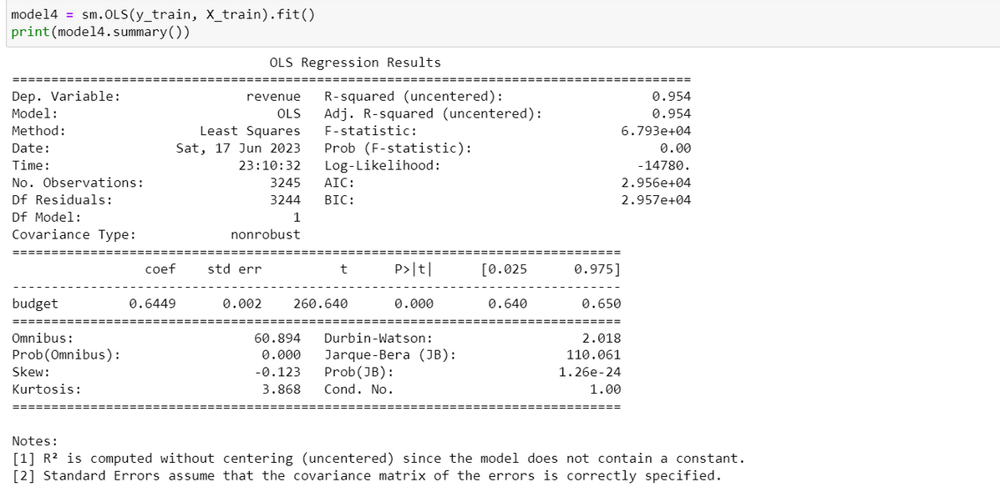 model4 = sm.OLS(y_train, X_train).fit()
print(model4.summary())
OLS Regression Results
==============================================================================
Dep. Variable: revenue R-squared (uncentered): 0.954
Model: OLS Adj. R-squared (uncentered): 0.954
Method: Least Squares F-statistic: 6.793e+04
Date: Sat, 17 Jun 2023 Prob (F-statistic): 0.00
Time: 23:10:32 Log-Likelihood: -14780.
No. Observations: 3245 AIC: 2.956e+04
Df Residuals: 3244 BIC: 2.957e+04
Df Model: 1
Covariance Type: nonrobust
==============================================================================
coef std err t P>|t| [0.025 0.975]
------------------------------------------------------------------------------
budget 0.6449 0.002 260.640 0.000 0.640 0.650
==============================================================================
Omnibus: 60.894 Durbin-Watson: 2.018
Prob(Omnibus): 0.000 Jarque-Bera (JB): 110.061
Skew: -0.123 Prob(JB): 1.26e-24
Kurtosis: 3.868 Cond. No. 1.00
==============================================================================
Notes:
[1] R² is computed without centering (uncentered) since the model does not contain a constant.
[2] Standard Errors assume that the covariance matrix of the errors is correctly specified.